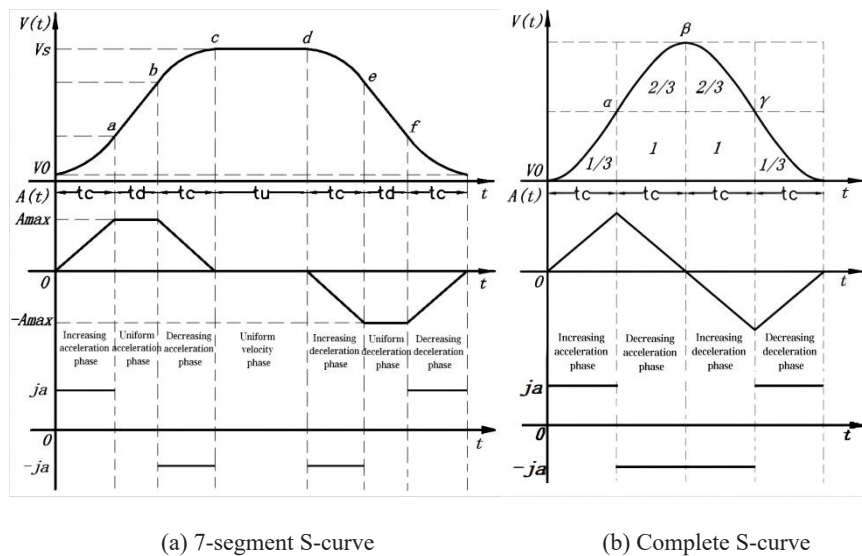 V(t)
Vs
c
d
b
e
a
f
V0
t
tc td tc tu tc td tc
A(t)
Amax
0
t
-Amax
Increasing acceleration phase
Uniform acceleration phase
Decreasing acceleration phase
Uniform velocity phase
Increasing deceleration phase
Uniform deceleration phase
Decreasing deceleration phase
ja
0
t
-ja
(a) 7-segment S-curve
V(t)
β
2/3 2/3
α
γ
1/3 1 1 1/3
V0
t
tc tc tc tc
A(t)
0
t
Increasing acceleration phase
Decreasing acceleration phase
Increasing deceleration phase
Decreasing deceleration phase
ja
0
t
-ja
(b) Complete S-curve